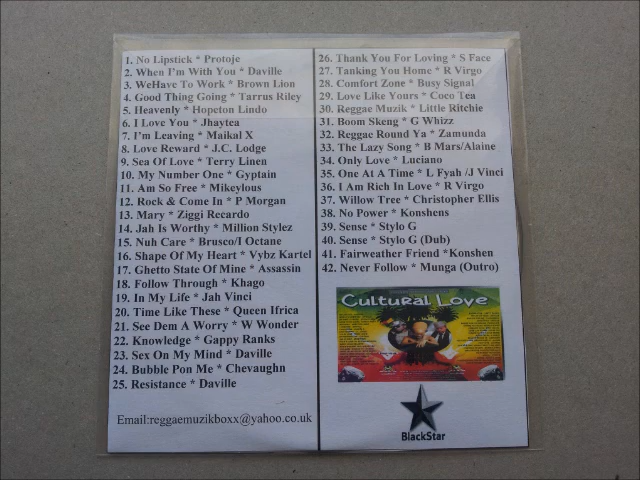 1. No Lipstick * Protoje
2. When I'm With You * Daville
3. WeHave To Work * Brown Lion
4. Good Thing Going * Tarrus Riley
5. Heavenly * Hopeton Lindo
6. I Love You * Jhaytea
7. I'm Leaving * Maikal X
8. Love Reward * J.C. Lodge
9. Sea Of Love * Terry Linen
10. My Number One * Gyptain
11. Am So Free * Mikeylous
12. Rock & Come In * P Morgan
13. Mary * Ziggi Recardo
14. Jah Is Worthy * Million Stylez
15. Nuh Care * Brusco/I Octane
16. Shape Of My Heart * Vybz Kartel
17. Ghetto State Of Mine * Assassin
18. Follow Through * Khago
19. In My Life * Jah Vinci
20. Time Like These * Queen Ifrica
21. See Dem A Worry * W Wonder
22. Knowledge * Gappy Ranks
23. Sex On My Mind * Daville
24. Bubble Pon Me * Chevaughn
25. Resistance * Daville
Email:reggaemuzikboxx@yahoo.co.uk
26. Thank You For Loving * S Face
27. Tanking You Home * R Virgo
28. Comfort Zone * Busy Signal
29. Love Like Yours * Coco Tea
30. Reggae Muzik * Little Ritchie
31. Boom Skeng * G Whizz
32. Reggae Round Ya * Zamunda
33. The Lazy Song * B Mars/Alaine
34. Only Love * Luciano
35. One At A Time * L Fyah /J Vinci
36. I Am Rich In Love * R Virgo
37. Willow Tree * Christopher Ellis
38. No Power * Konshens
39. Sense * Stylo G
40. Sense * Stylo G (Dub)
41. Fairweather Friend *Konshen
42. Never Follow * Munga (Outro)
Cultural Love
BlackStar